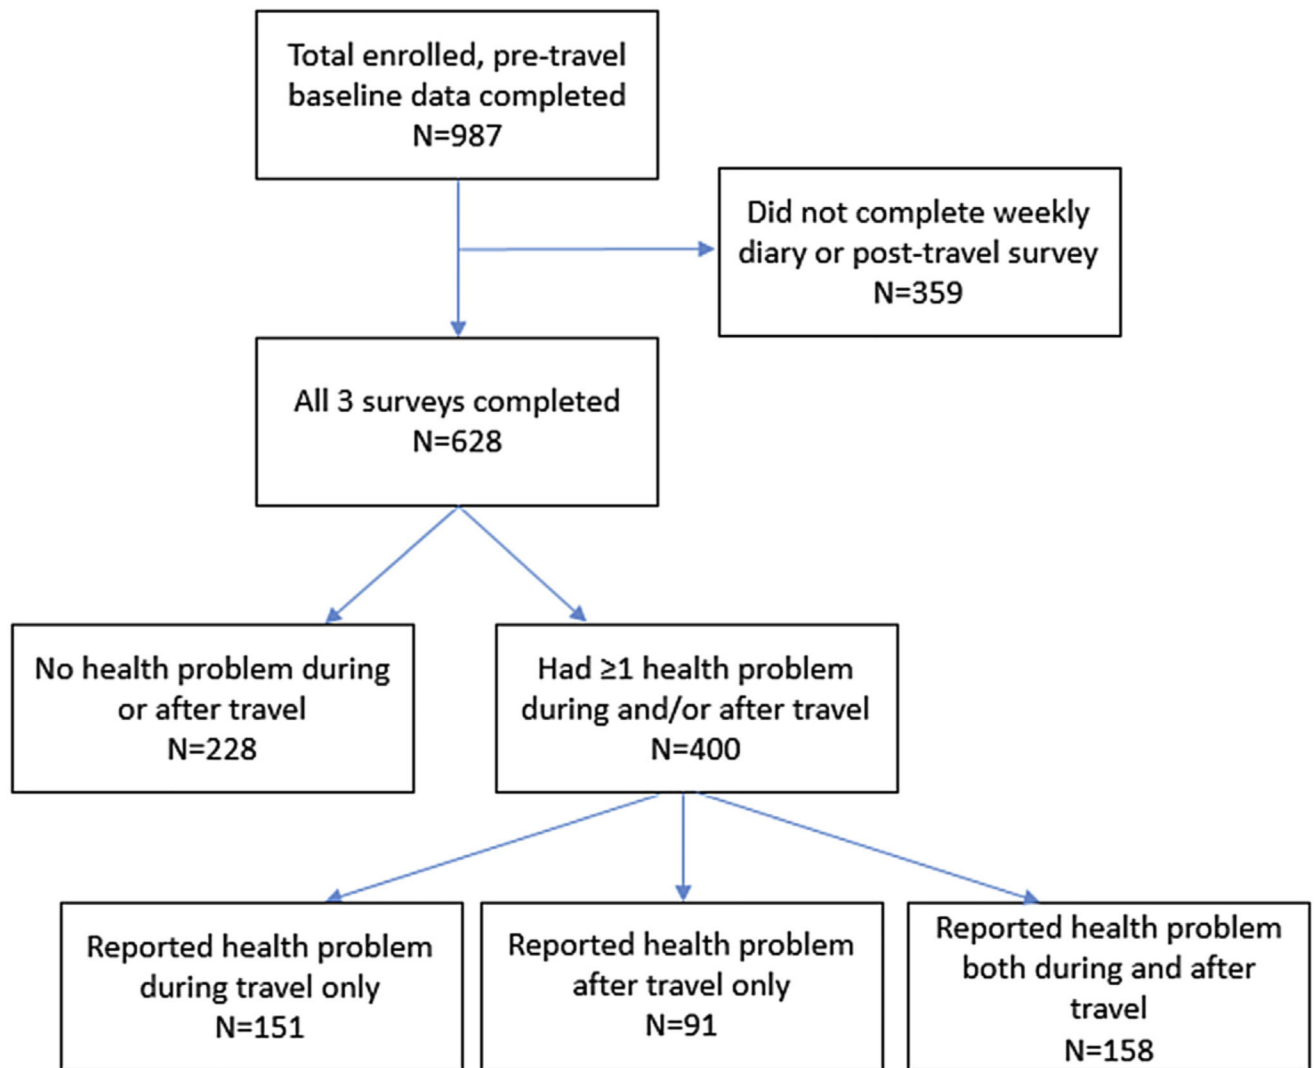 Total enrolled, pre-travel
baseline data completed
N=987
Did not complete weekly
diary or post-travel survey
N=359
All 3 surveys completed
N=628
No health problem during
or after travel
N=228
Had ≥1 health problem
during and/or after travel
N=400
Reported health problem
during travel only
N=151
Reported health problem
after travel only
N=91
Reported health problem
both during and after
travel
N=158